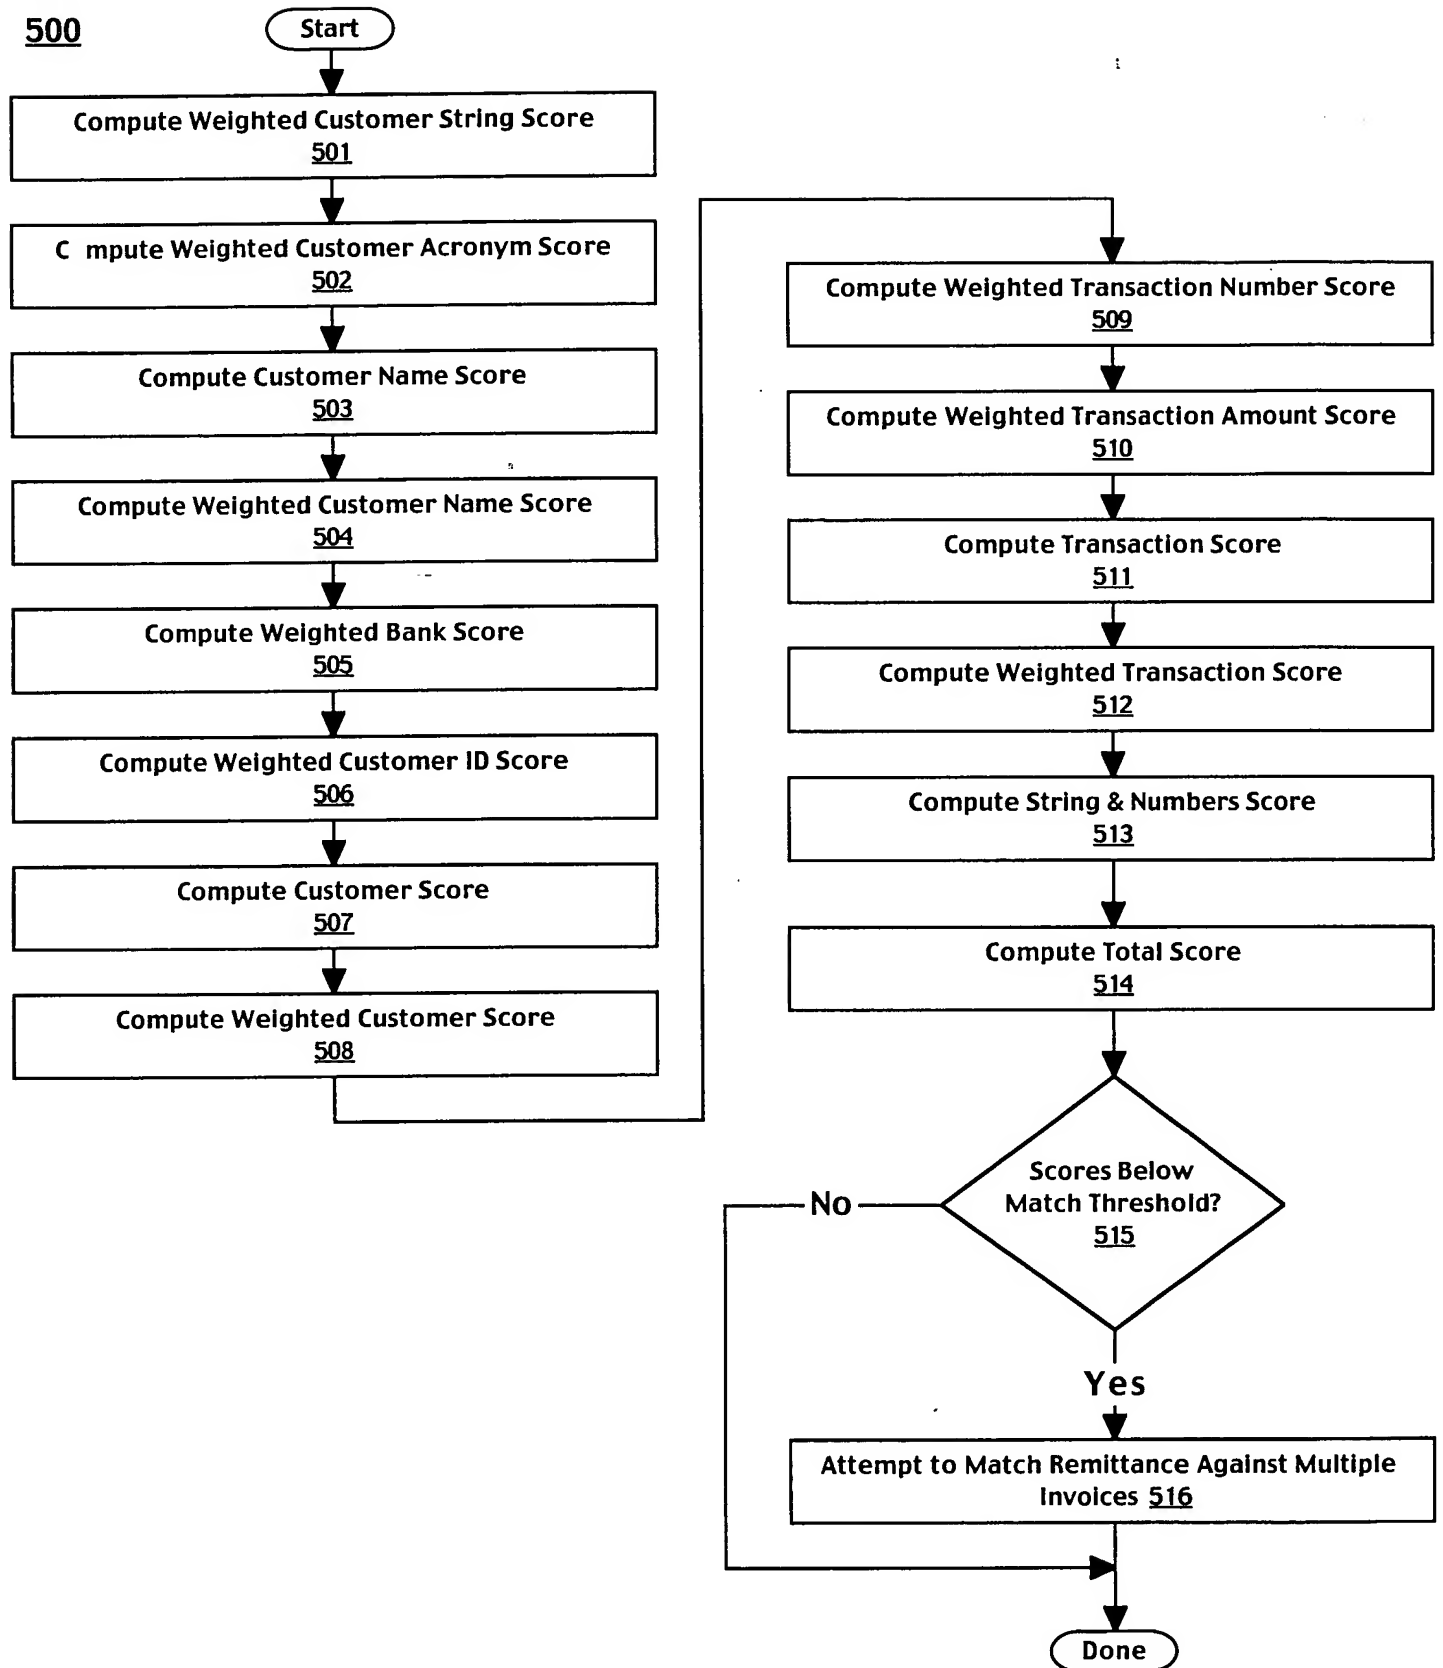 500
Start
Compute Weighted Customer String Score
501
C mpute Weighted Customer Acronym Score
502
Compute Customer Name Score
503
Compute Weighted Customer Name Score
504
Compute Weighted Bank Score
505
Compute Weighted Customer ID Score
506
Compute Customer Score
507
Compute Weighted Customer Score
508
Compute Weighted Transaction Number Score
509
Compute Weighted Transaction Amount Score
510
Compute Transaction Score
511
Compute Weighted Transaction Score
512
Compute String & Numbers Score
513
Compute Total Score
514
Scores Below
Match Threshold?
515
No
Yes
Attempt to Match Remittance Against Multiple
Invoices 516
Done